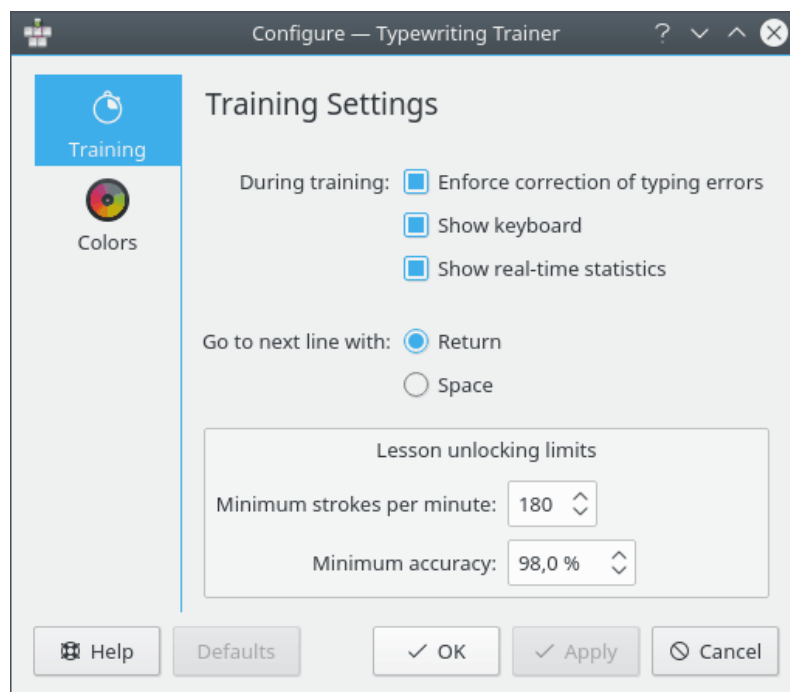 Configure — Typewriting Trainer
Training
Colors
Training Settings
During training: Enforce correction of typing errors
Show keyboard
Show real-time statistics
Go to next line with: Return
Space
Lesson unlocking limits
Minimum strokes per minute: 180
Minimum accuracy: 98,0 %
Help Defaults OK Apply Cancel